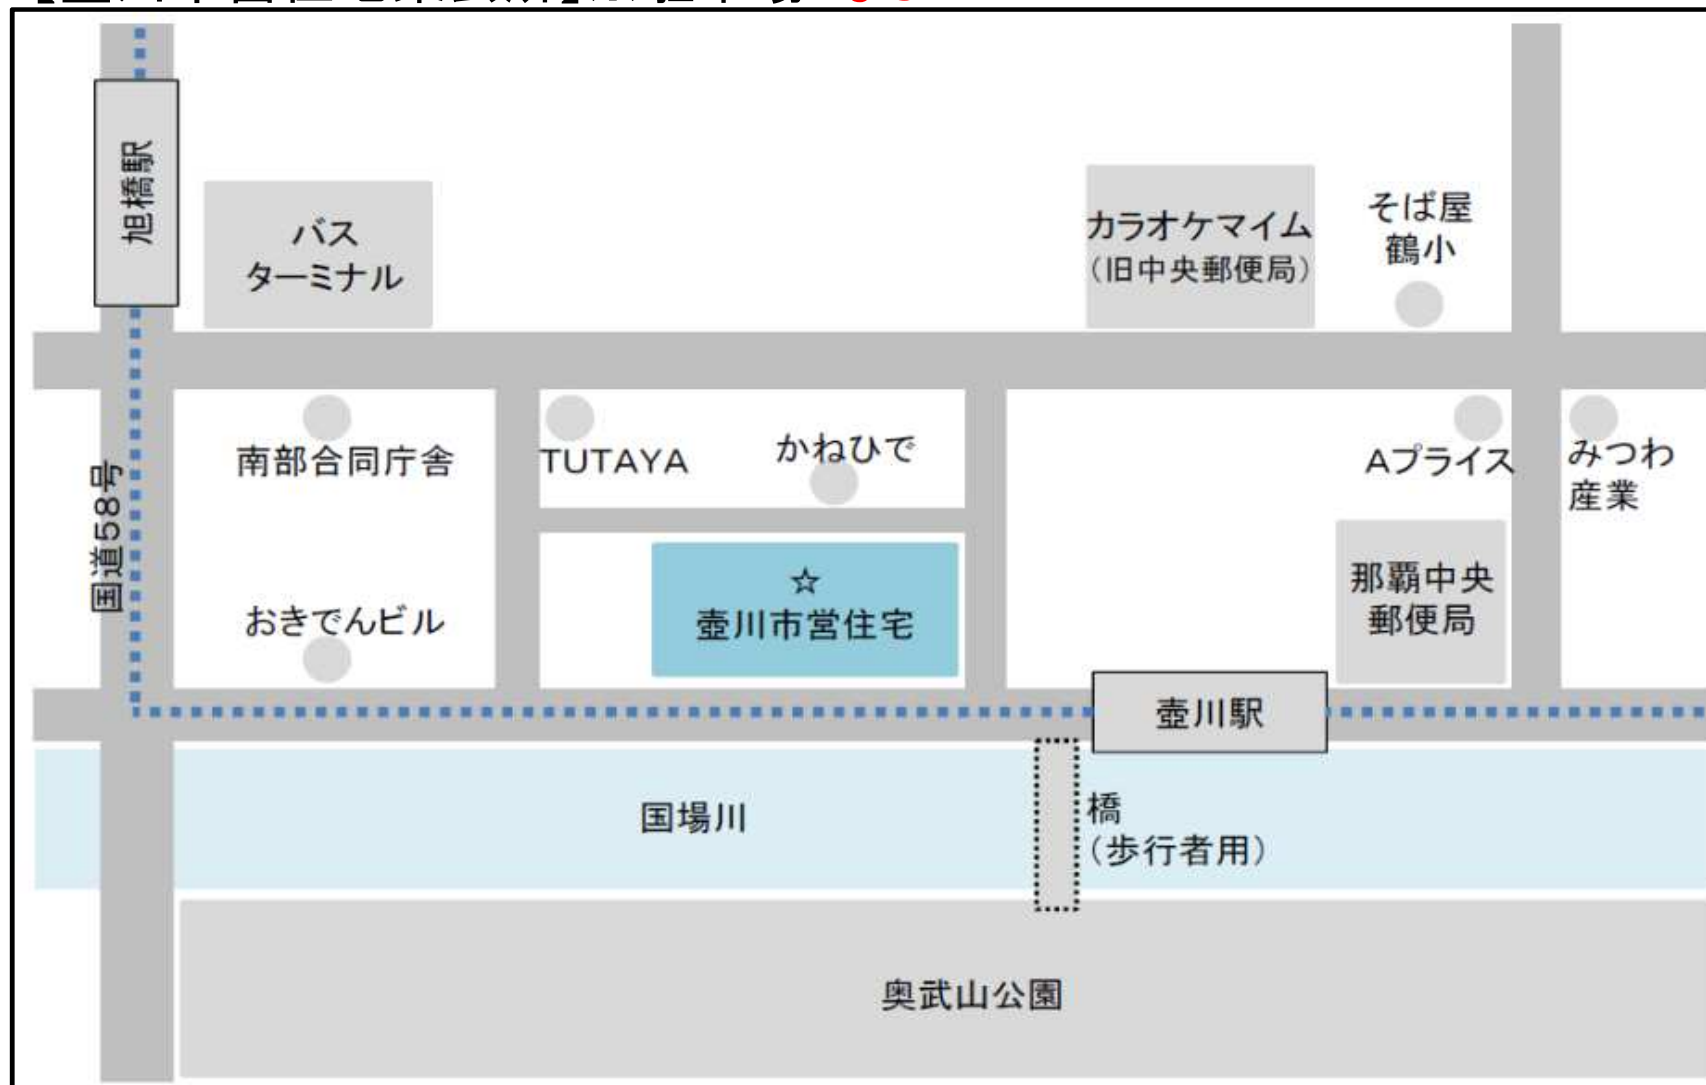 旭橋駅
バス
ターミナル
カラオケマイム
（旧中央郵便局）
そば屋
鶴小
国道58号
南部合同庁舎
TUTAYA
かねひで
Aプライス
みつわ
産業
おきでんビル
☆
壺川市営住宅
那覇中央
郵便局
壺川駅
国場川
橋
（歩行者用）
奥武山公園